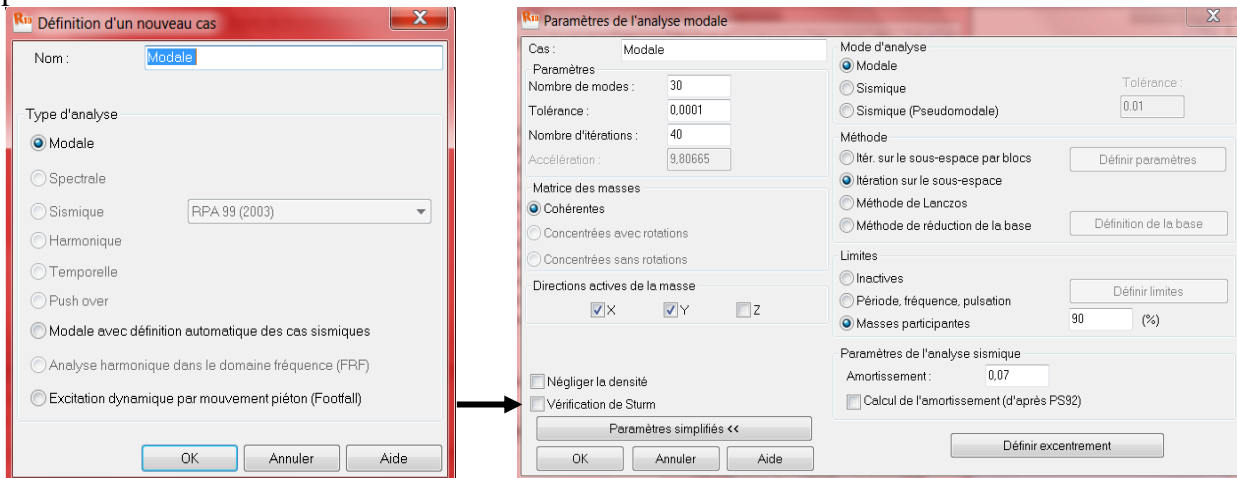 Définition d'un nouveau cas
Nom :
Modale
Type d'analyse
Modale
Spectrale
Sismique
RPA 99 (2003)
Harmonique
Temporelle
Push over
Modale avec définition automatique des cas sismiques
Analyse harmonique dans le domaine fréquence (FRF)
Excitation dynamique par mouvement piéton (Footfall)
OK
Annuler
Aide
Paramètres de l'analyse modale
Cas :
Modale
Paramètres
Nombre de modes :
30
Tolérance :
0,0001
Nombre d'itérations :
40
Accélération :
9,80665
Matrice des masses
Cohérentes
Concentrées avec rotations
Concentrées sans rotations
Directions actives de la masse
X
Y
Z
Négliger la densité
Vérification de Sturm
Paramètres simplifiés <<
OK
Annuler
Aide
Mode d'analyse
Modale
Sismique
Sismique (Pseudomodale)
Tolérance :
0.01
Méthode
Itér. sur le sous-espace par blocs
Définir paramètres
Itération sur le sous-espace
Méthode de Lanczos
Méthode de réduction de la base
Définition de la base
Limites
Inactives
Période, fréquence, pulsation
Définir limites
Masses participantes
90
(%)
Paramètres de l'analyse sismique
Amortissement :
0,07
Calcul de l'amortissement (d'après PS92)
Définir excentrement